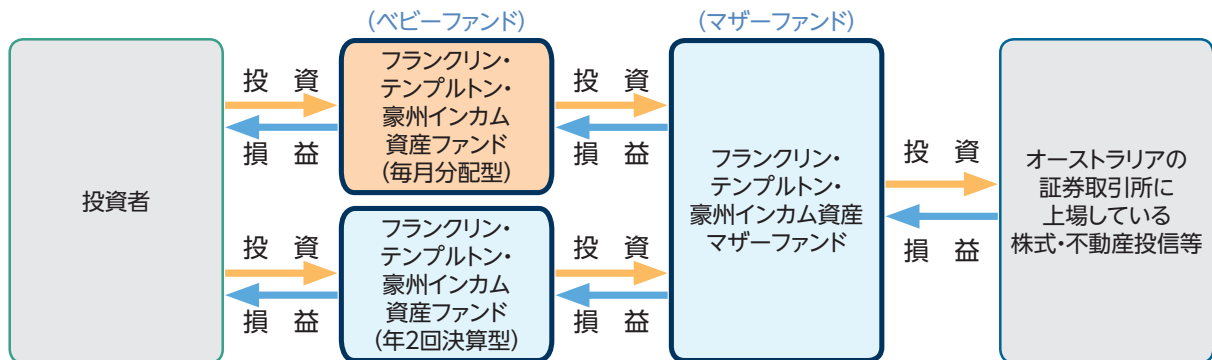 (ベビーファンド)
(マザーファンド)
投資者
投 資
損 益
フランクリン・
テンプルトン・
豪州インカム
資産ファンド
(毎月分配型)
投 資
損 益
投 資
損 益
フランクリン・
テンプルトン・
豪州インカム
資産ファンド
(年2回決算型)
投 資
損 益
フランクリン・
テンプルトン・
豪州インカム資産
マザーファンド
投 資
損 益
オーストラリアの
証券取引所に
上場している
株式・不動産投信等